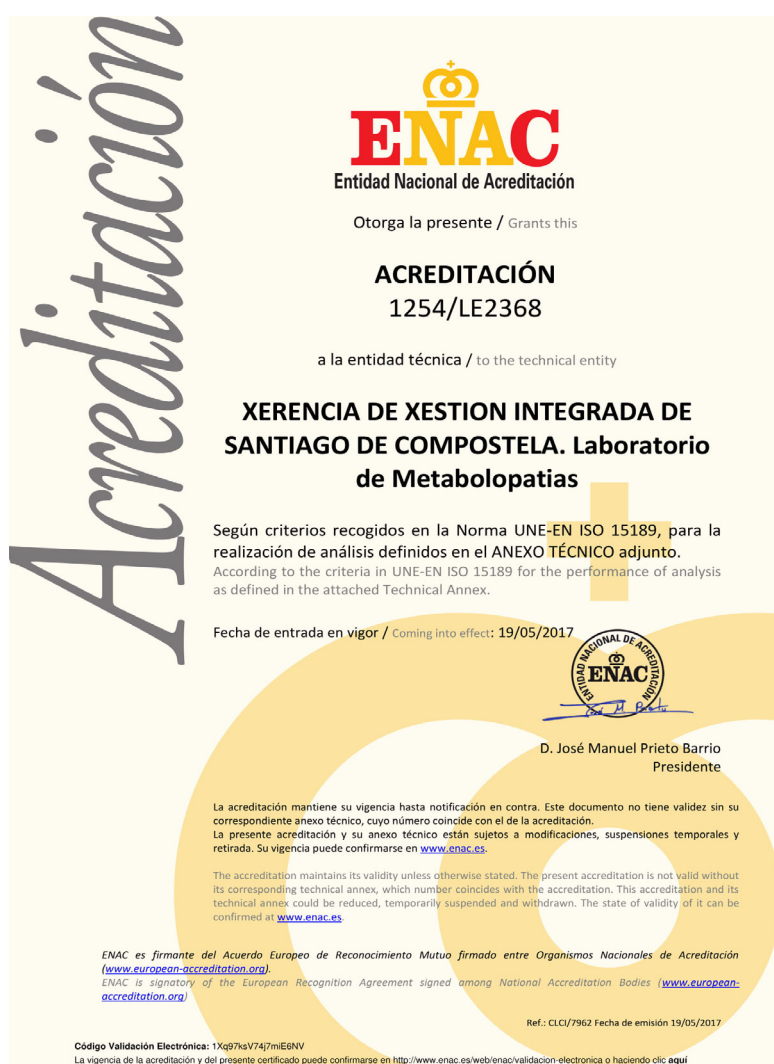 Acreditación
ENAC
Entidad Nacional de Acreditación
Otorga la presente / Grants this
ACREDITACIÓN
1254/LE2368
a la entidad técnica / to the technical entity
XERENCIA DE XESTION INTEGRADA DE
SANTIAGO DE COMPOSTELA. Laboratorio
de Metabolopatias
Según criterios recogidos en la Norma UNE-EN ISO 15189, para la
realización de análisis definidos en el ANEXO TÉCNICO adjunto.
According to the criteria in UNE-EN ISO 15189 for the performance of analysis
as defined in the attached Technical Annex.
Fecha de entrada en vigor / Coming into effect: 19/05/2017
ENTIDAD NACIONAL DE ACREDITACIÓN
ENAC
D. José Manuel Prieto Barrio
Presidente
La acreditación mantiene su vigencia hasta notificación en contra. Este documento no tiene validez sin su
correspondiente anexo técnico, cuyo número coincide con el de la acreditación.
La presente acreditación y su anexo técnico están sujetos a modificaciones, suspensiones temporales y
retirada. Su vigencia puede confirmarse en www.enac.es.
The accreditation maintains its validity unless otherwise stated. The present accreditation is not valid without
its corresponding technical annex, which number coincides with the accreditation. This accreditation and its
technical annex could be reduced, temporarily suspended and withdrawn. The state of validity of it can be
confirmed at www.enac.es.
ENAC es firmante del Acuerdo Europeo de Reconocimiento Mutuo firmado entre Organismos Nacionales de Acreditación
(www.european-accreditation.org).
ENAC is signatory of the European Recognition Agreement signed among National Accreditation Bodies (www.european-
accreditation.org)
Ref.: CLCI/7962 Fecha de emisión 19/05/2017
Código Validación Electrónica: 1Xq97ksV74j7miE6NV
La vigencia de la acreditación y del presente certificado puede confirmarse en http://www.enac.es/web/enac/validacion-electronica o haciendo clic aquí